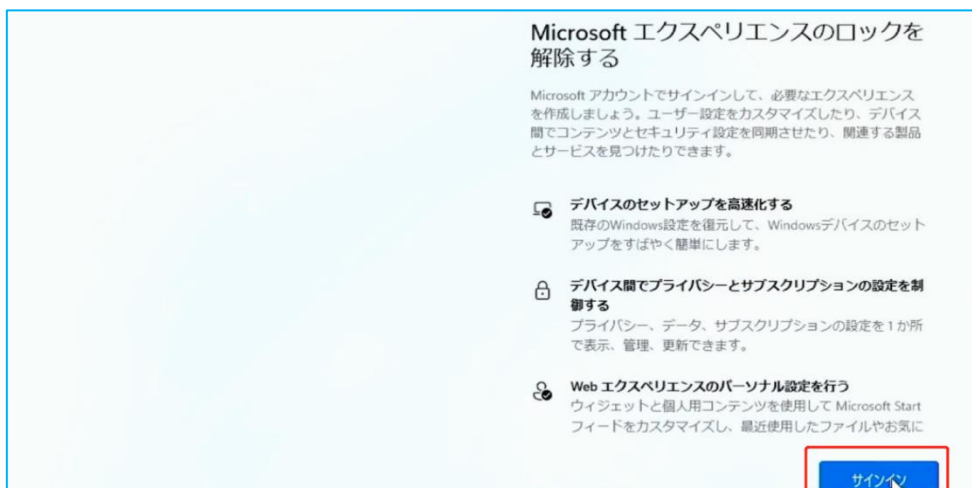 Microsoft エクスペリエンスのロックを
解除する
Microsoft アカウントでサインインして、必要なエクスペリエンス
を作成しましょう。ユーザー設定をカスタマイズしたり、デバイス
間でコンテンツとセキュリティ設定を同期させたり、関連する製品
とサービスを見つけたりできます。
デバイスのセットアップを高速化する
既存のWindows設定を復元して、Windowsデバイスのセット
アップをすばやく簡単にします。
デバイス間でプライバシーとサブスクリプションの設定を制
御する
プライバシー、データ、サブスクリプションの設定を1か所
で表示、管理、更新できます。
Web エクスペリエンスのパーソナル設定を行う
ウィジェットと個人用コンテンツを使用して Microsoft Start
フィードをカスタマイズし、最近使用したファイルやお気に
サインイン